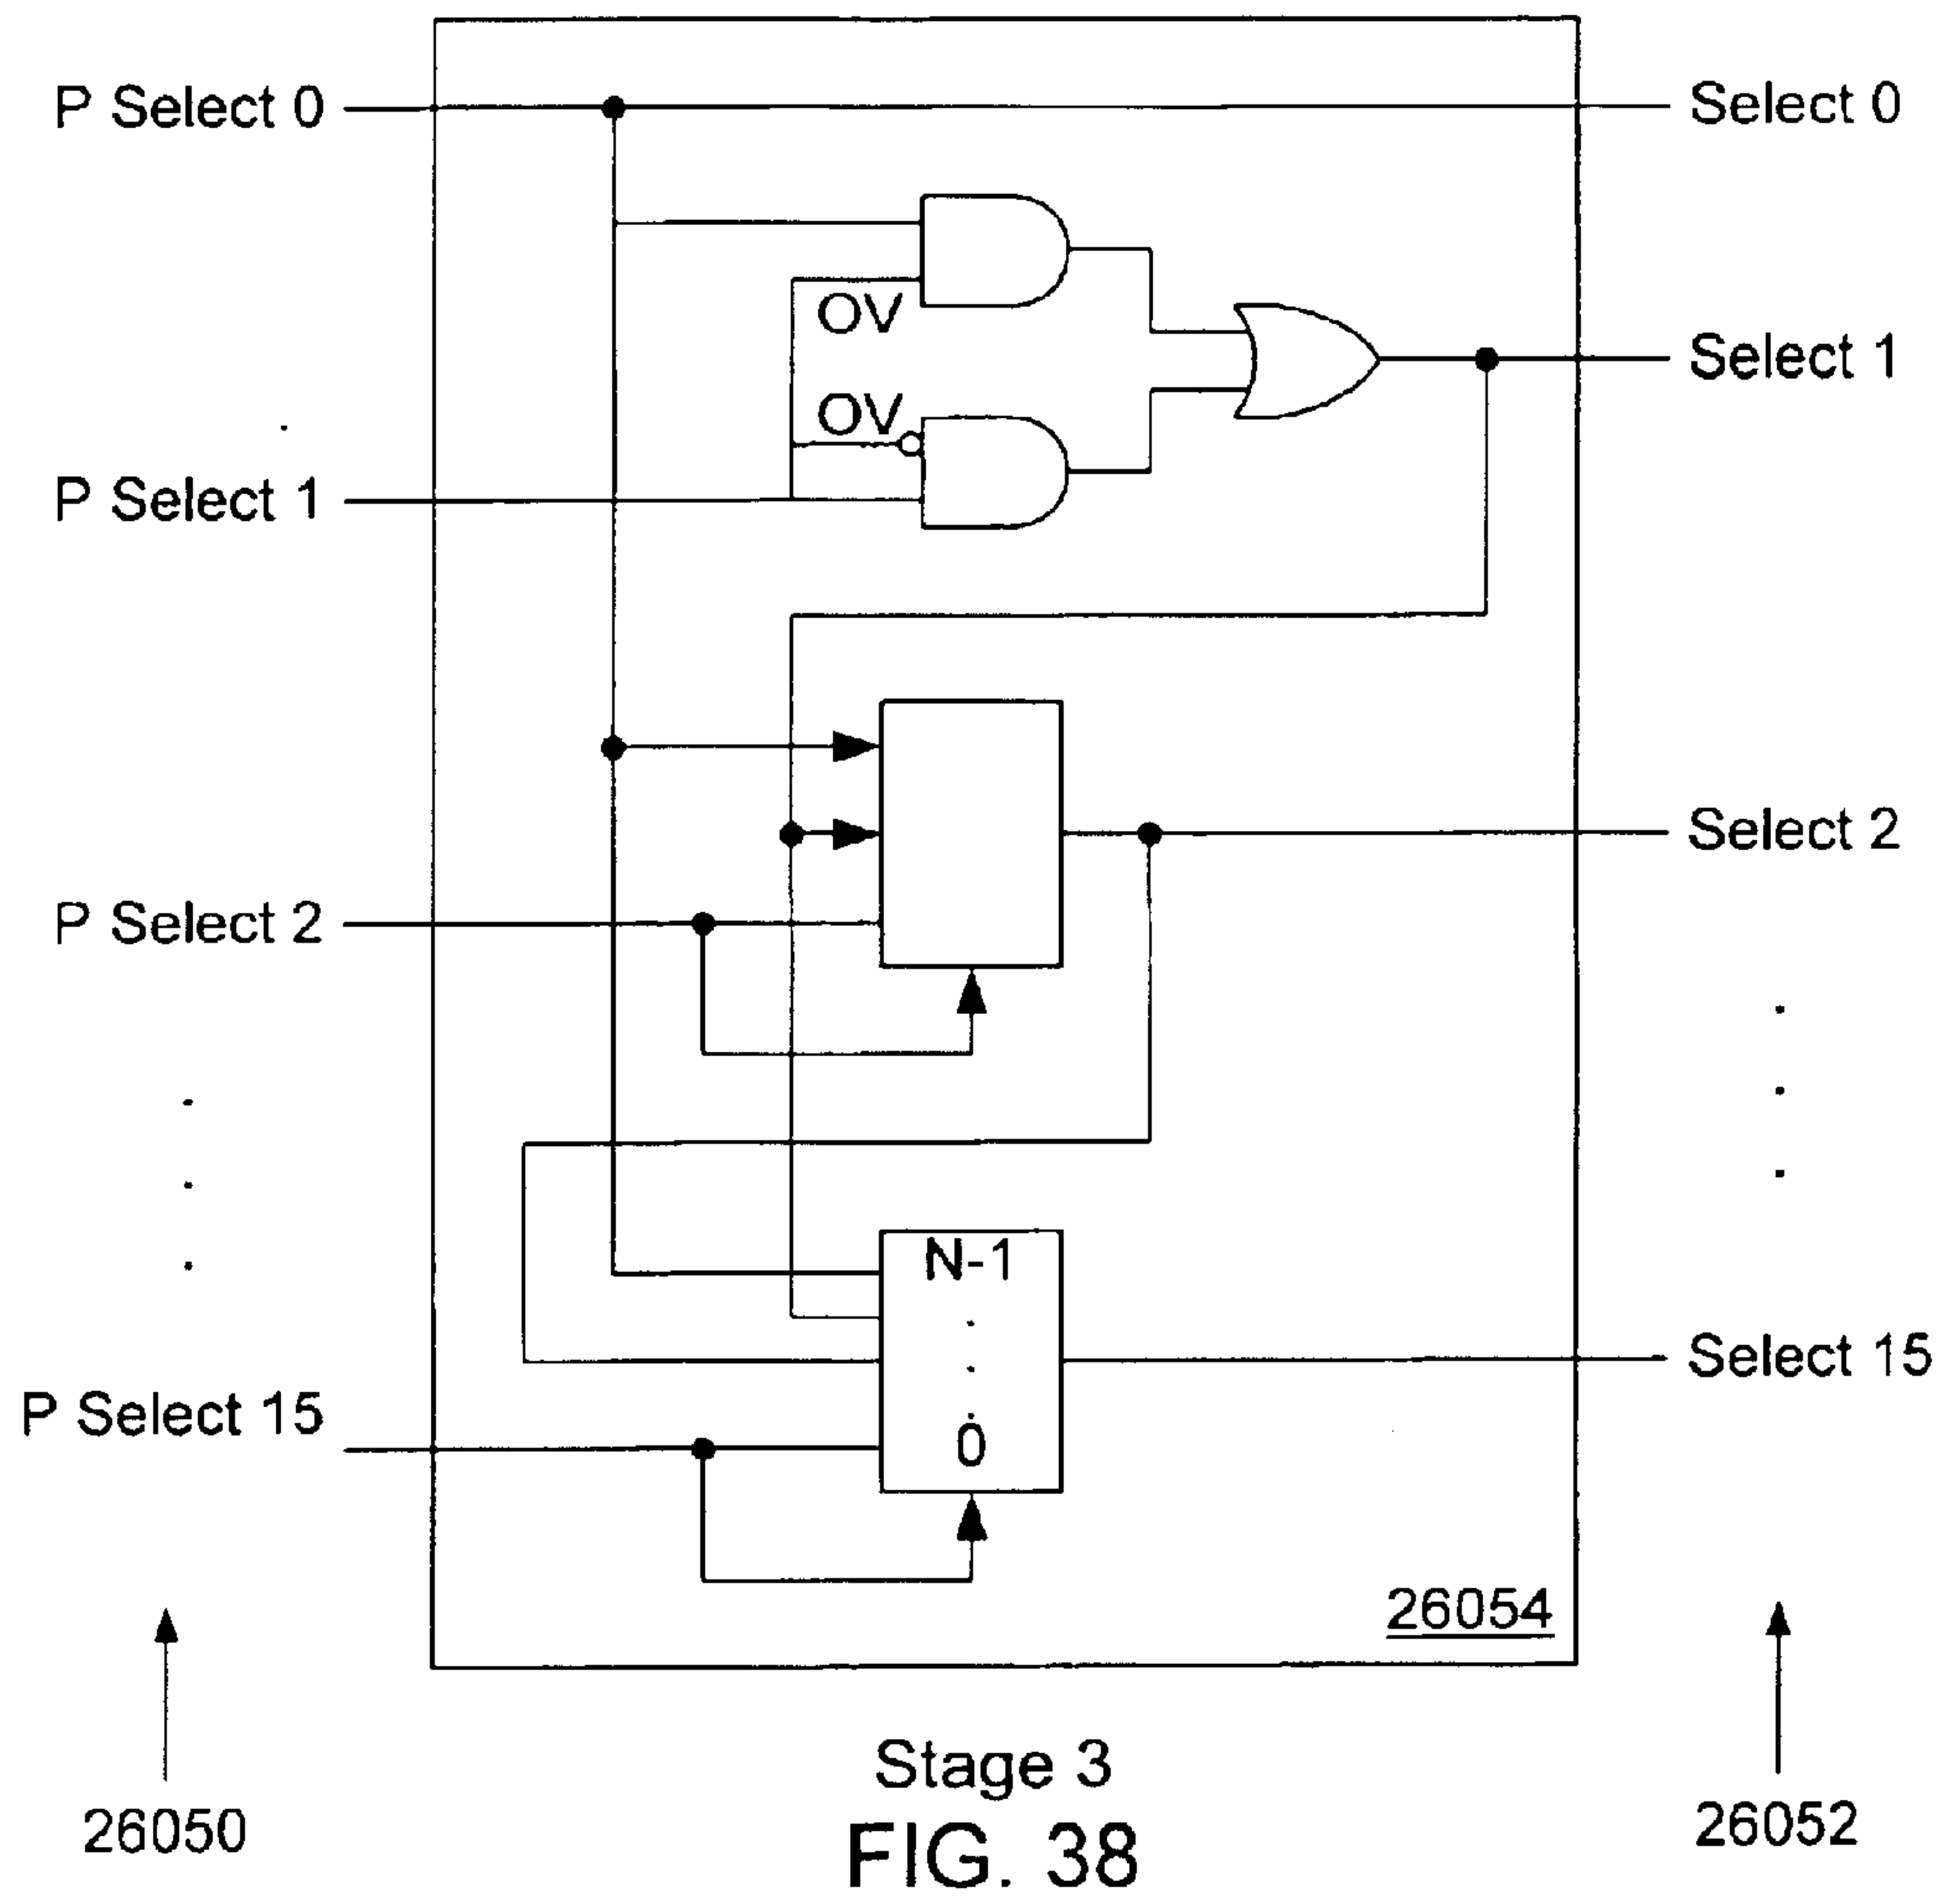 P Select 0
Select 0
OV
Select 1
OV
P Select 1
Select 2
P Select 2
N-1
.
.
.
0
Select 15
P Select 15
26054
26050
26052
Stage 3
FIG. 38